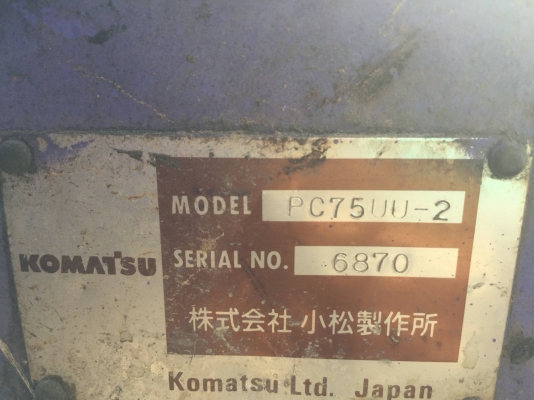 MODEL PC75UU-2
KOMATSU
SERIAL NO. 6870
株式会社 小松製作所
Komatsu Ltd. Japan